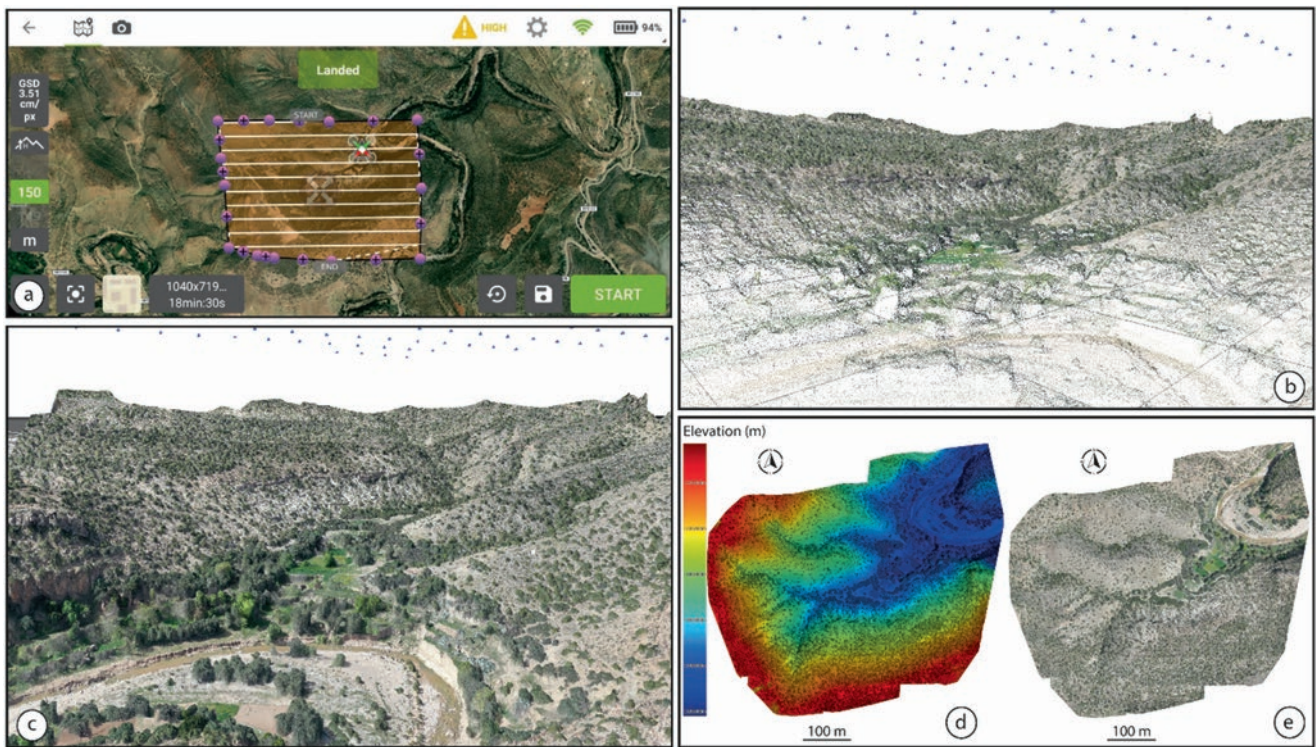 HIGH
94%
Landed
GSD
3.51
cm/
px
START
150
m
END
1040x719...
18min:30s
START
a
b
c
Elevation (m)
100 m
d
100 m
e